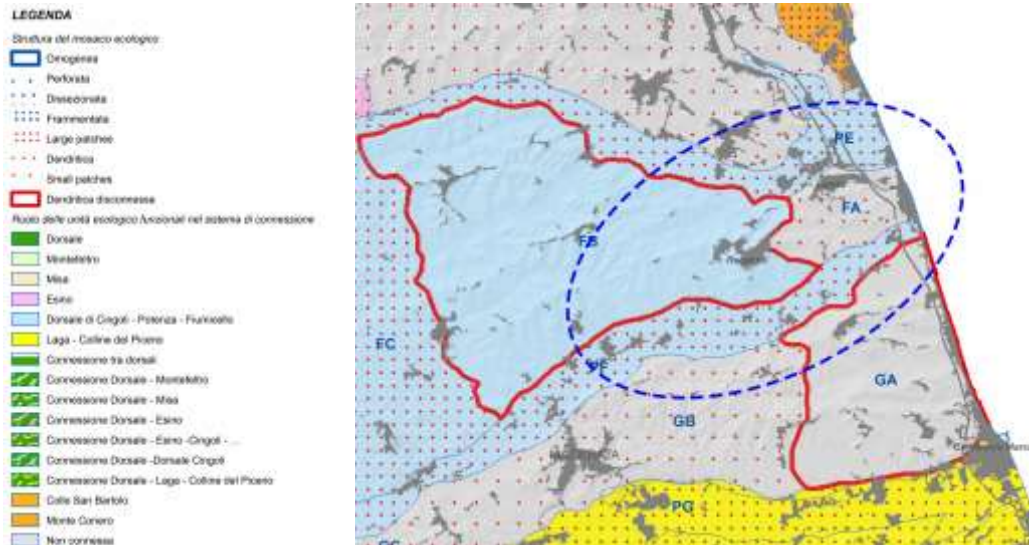 LEGENDA
Struttura del mosaico ecologico
Omogenea
Perforata
Dissezionata
Frammentata
Large patches
Dendritica
Small patches
Dendritica disconnessa
Ruolo delle unità ecologico funzionali nel sistema di connessione
Dorsale
Montefeltro
Misa
Esino
Dorsale di Cingoli - Potenza - Fiumicello
Laga - Colline del Piceno
Connessione tra dorsali
Connessione Dorsale - Montefeltro
Connessione Dorsale - Misa
Connessione Dorsale - Esino
Connessione Dorsale - Esino -Cingoli - ...
Connessione Dorsale -Dorsale Cingoli
Connessione Dorsale - Laga - Colline del Piceno
Colle San Bartolo
Monte Conero
Non connessa
PE
FA
FB
EC
GA
GB
PG